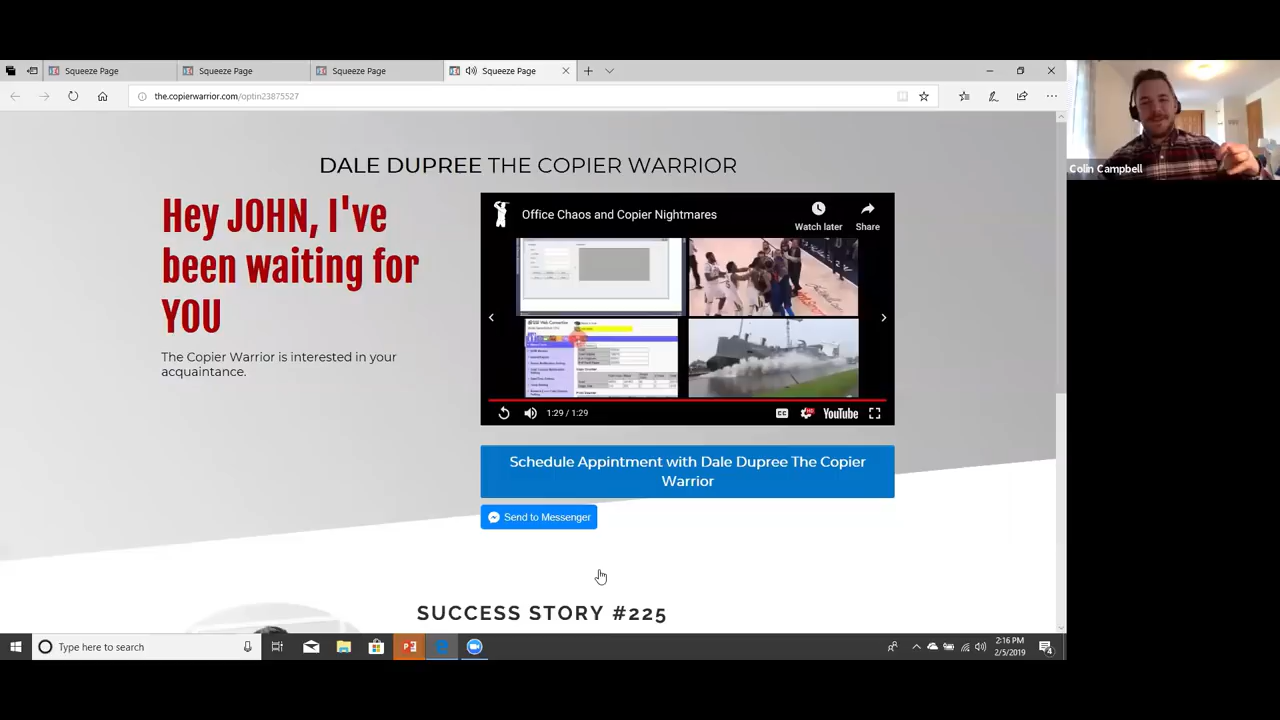 Squeeze Page
Squeeze Page
Squeeze Page
Squeeze Page
the.copierwarrior.com/optin23875527
Colin Campbell
DALE DUPREE THE COPIER WARRIOR
Hey JOHN, I've
been waiting for
YOU
The Copier Warrior is interested in your
acquaintance.
Office Chaos and Copier Nightmares
Watch later
Share
1:29 / 1:29
CC
HD
YouTube
Schedule Appintment with Dale Dupree The Copier
Warrior
Send to Messenger
SUCCESS STORY #225
Type here to search
2:16 PM
2/5/2019
4